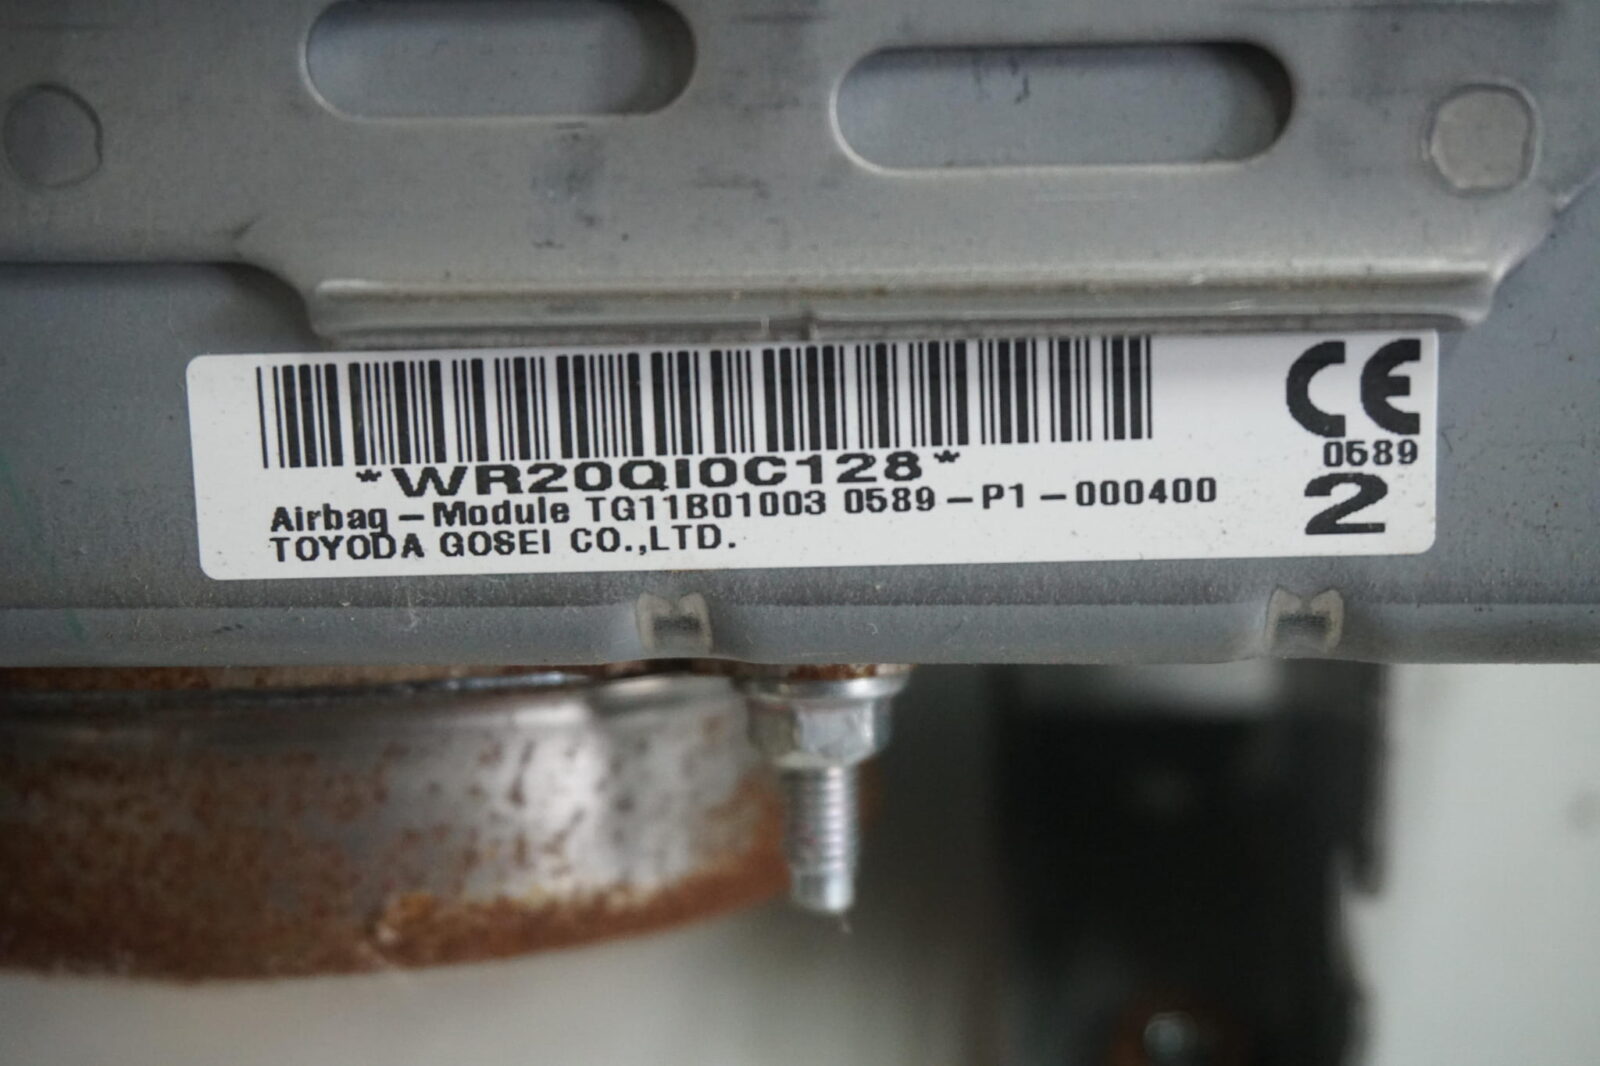 *WR20QI0C128*
Airbag-Module TG11B01003 0589-P1-000400
TOYODA GOSEI CO.,LTD.
CE
0589
2